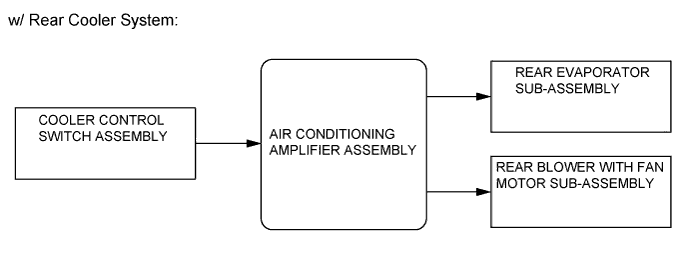 w/ Rear Cooler System:
COOLER CONTROL
SWITCH ASSEMBLY
AIR CONDITIONING
AMPLIFIER ASSEMBLY
REAR EVAPORATOR
SUB-ASSEMBLY
REAR BLOWER WITH FAN
MOTOR SUB-ASSEMBLY